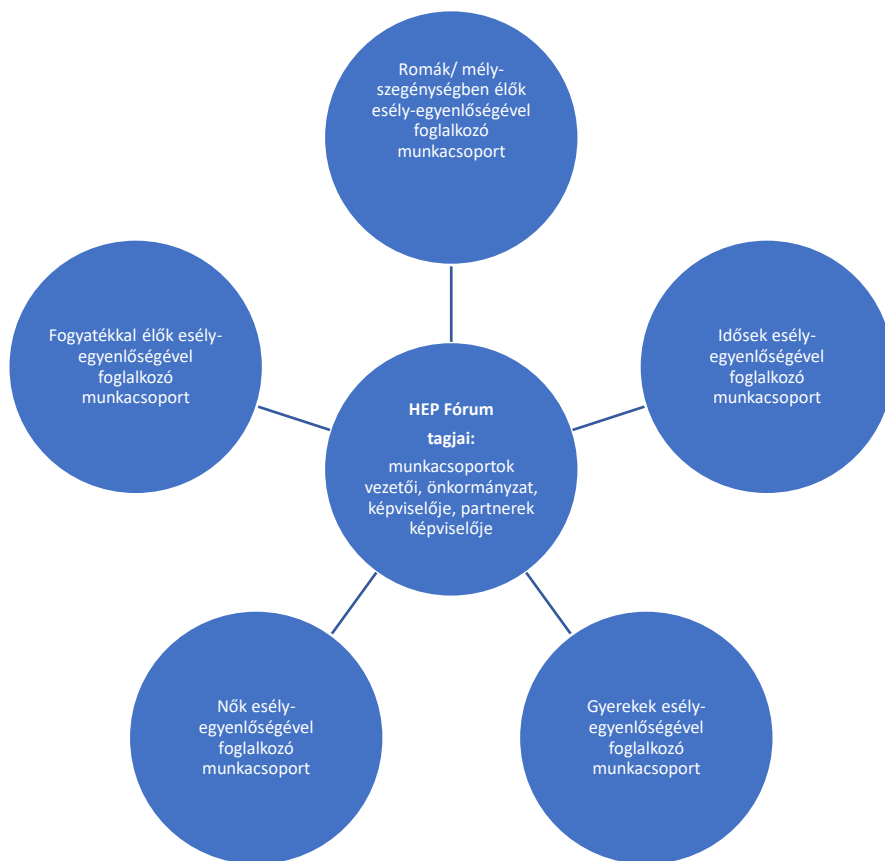 Romák/ mély-
szegénységben élők
esély-egyenlőségével
foglalkozó
munkacsoport
Fogyatékkal élők esély-
egyenlőségével
foglalkozó
munkacsoport
Idősek esély-
egyenlőségével
foglalkozó
munkacsoport
HEP Fórum
tagjai:
munkacsoportok
vezetői, önkormányzat,
képviselője, partnerek
képviselője
Nők esély-
egyenlőségével
foglalkozó
munkacsoport
Gyerekek esély-
egyenlőségével
foglalkozó
munkacsoport